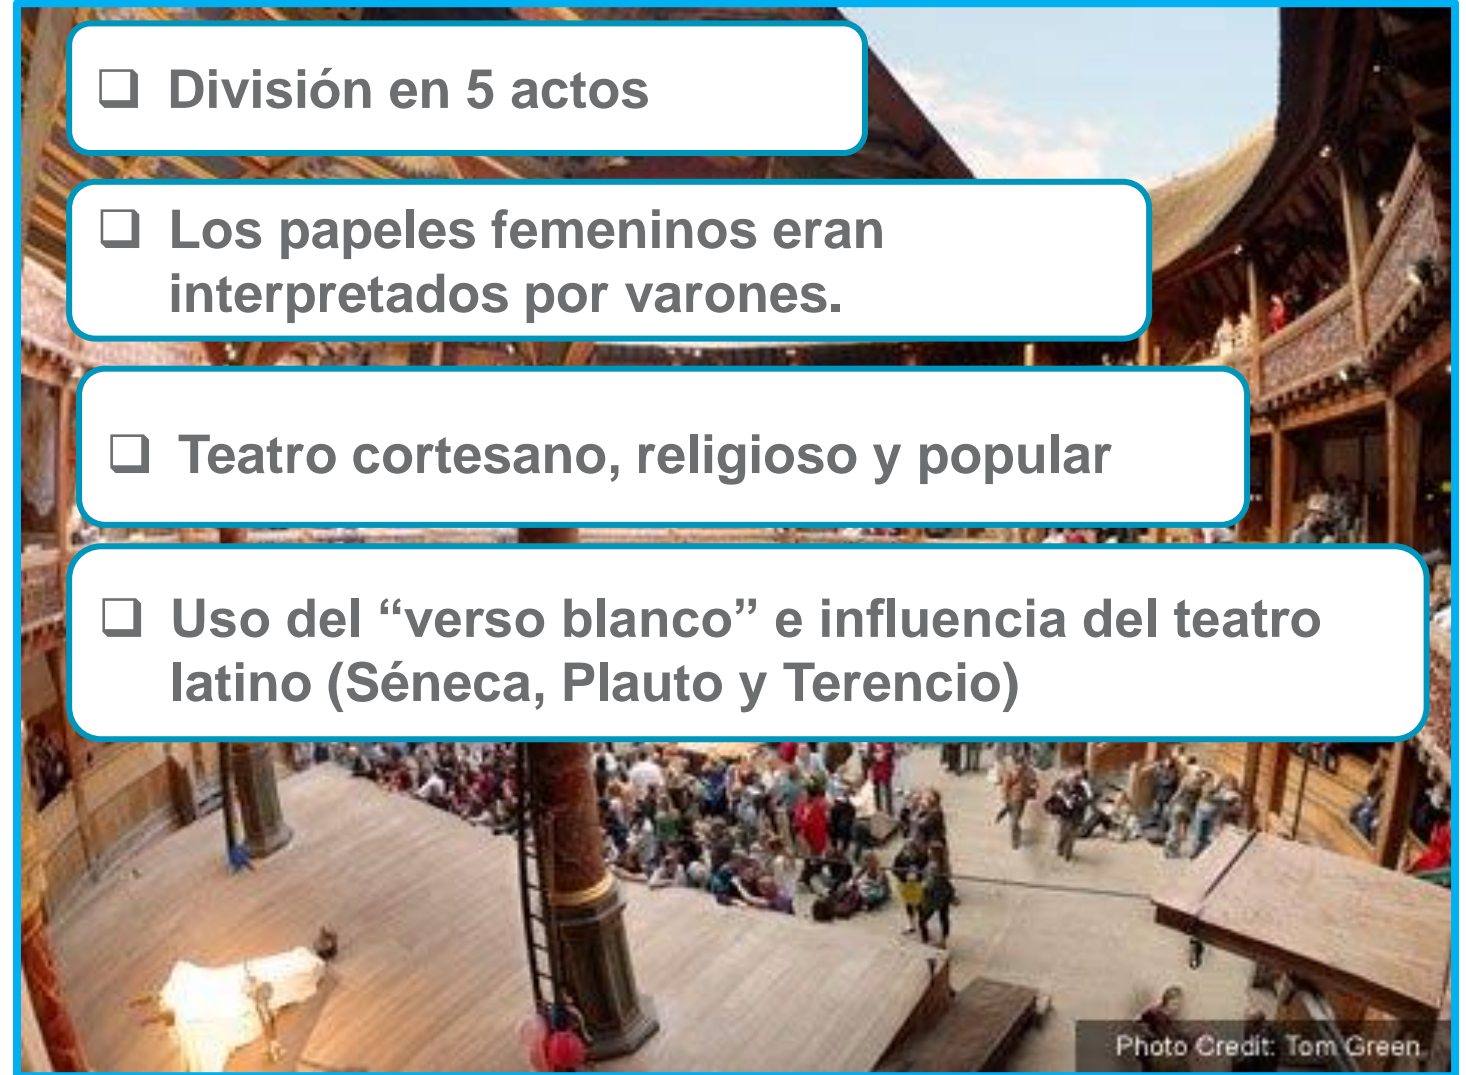 ❑ División en 5 actos
❑ Los papeles femeninos eran
interpretados por varones.
❑ Teatro cortesano, religioso y popular
❑ Uso del “verso blanco” e influencia del teatro
latino (Séneca, Plauto y Terencio)
Photo Credit: Tom Green